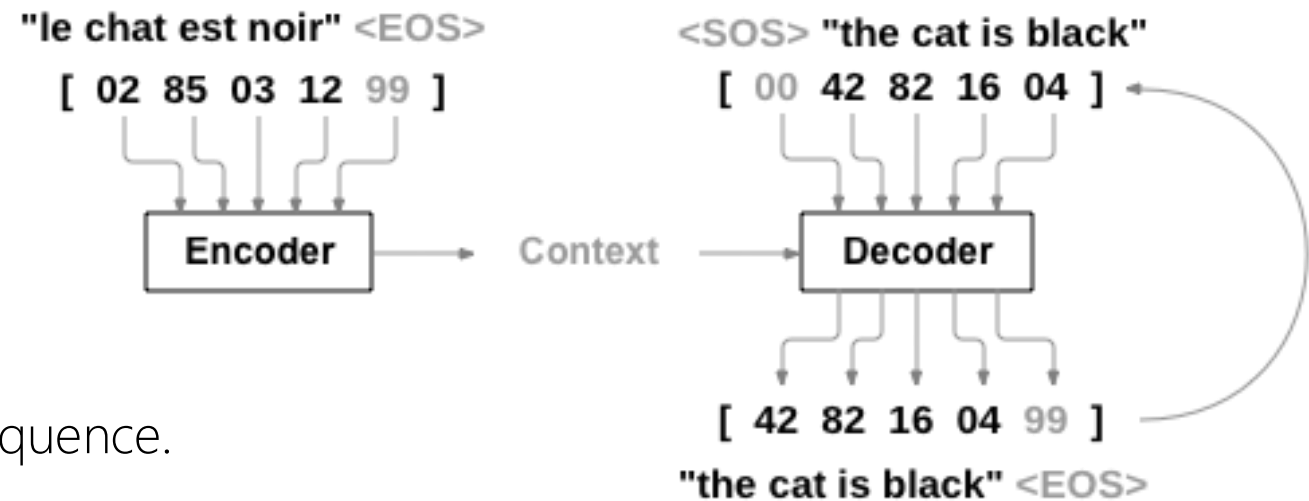 "le chat est noir" <EOS>
[ 02 85 03 12 99 ]
Encoder
Context
<SOS> "the cat is black"
[ 00 42 82 16 04 ]
Decoder
[ 42 82 16 04 99 ]
"the cat is black" <EOS>
quence.